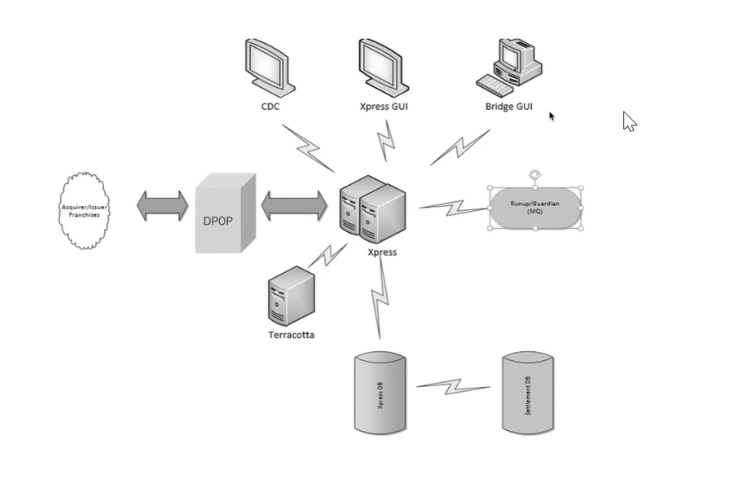 CDC
Xpress GUI
Bridge GUI
Acquirer/Issuer
Franchises
DPOP
Runup/Guardian
(MQ)
Xpress
Terracotta
Xpress DB
Settlement DB